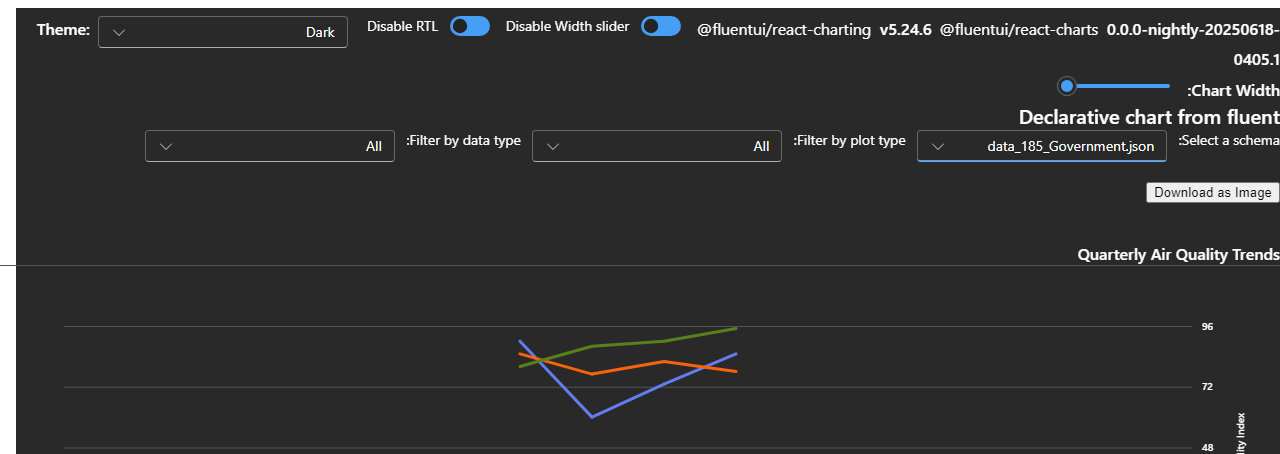 Theme: Dark Disable RTL Disable Width slider @fluentui/react-charting v5.24.6 @fluentui/react-charts 0.0.0-nightly-20250618-
0405.1
:Chart Width
Declarative chart from fluent
:Select a schema data_185_Government.json :Filter by plot type All :Filter by data type All
Download as Image
Quarterly Air Quality Trends
96
72
48